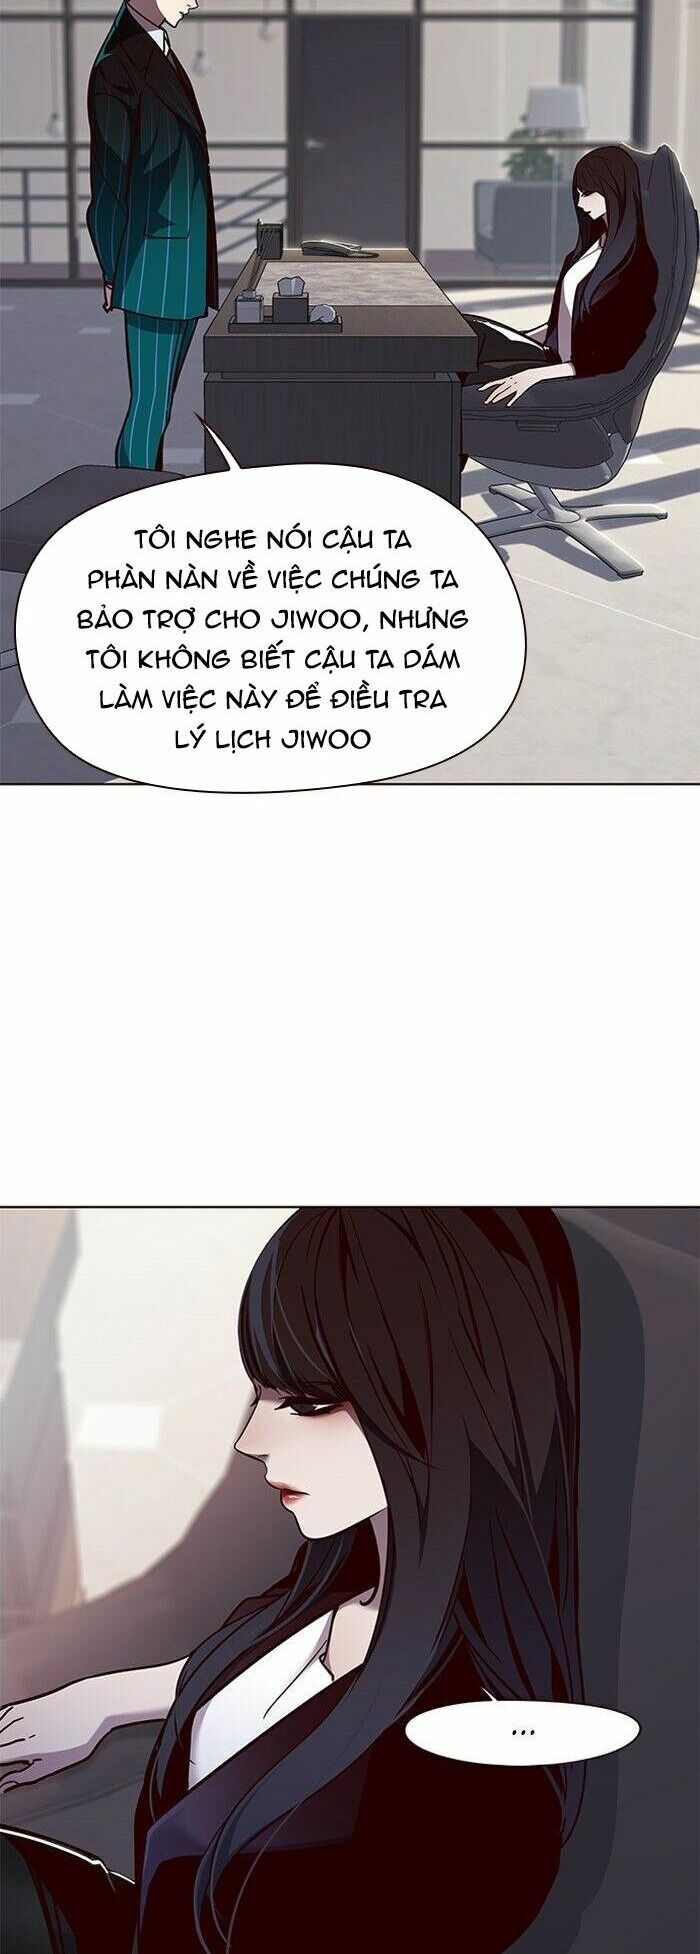 TÔI NGHE NÓI CẬU TA
PHÀN NÀN VỀ VIỆC CHÚNG TA
BẢO TRỢ CHO JIWOO, NHƯNG
TÔI KHÔNG BIẾT CẬU TA DÁM
LÀM VIỆC NÀY ĐỂ ĐIỀU TRA
LÝ LỊCH JIWOO
...